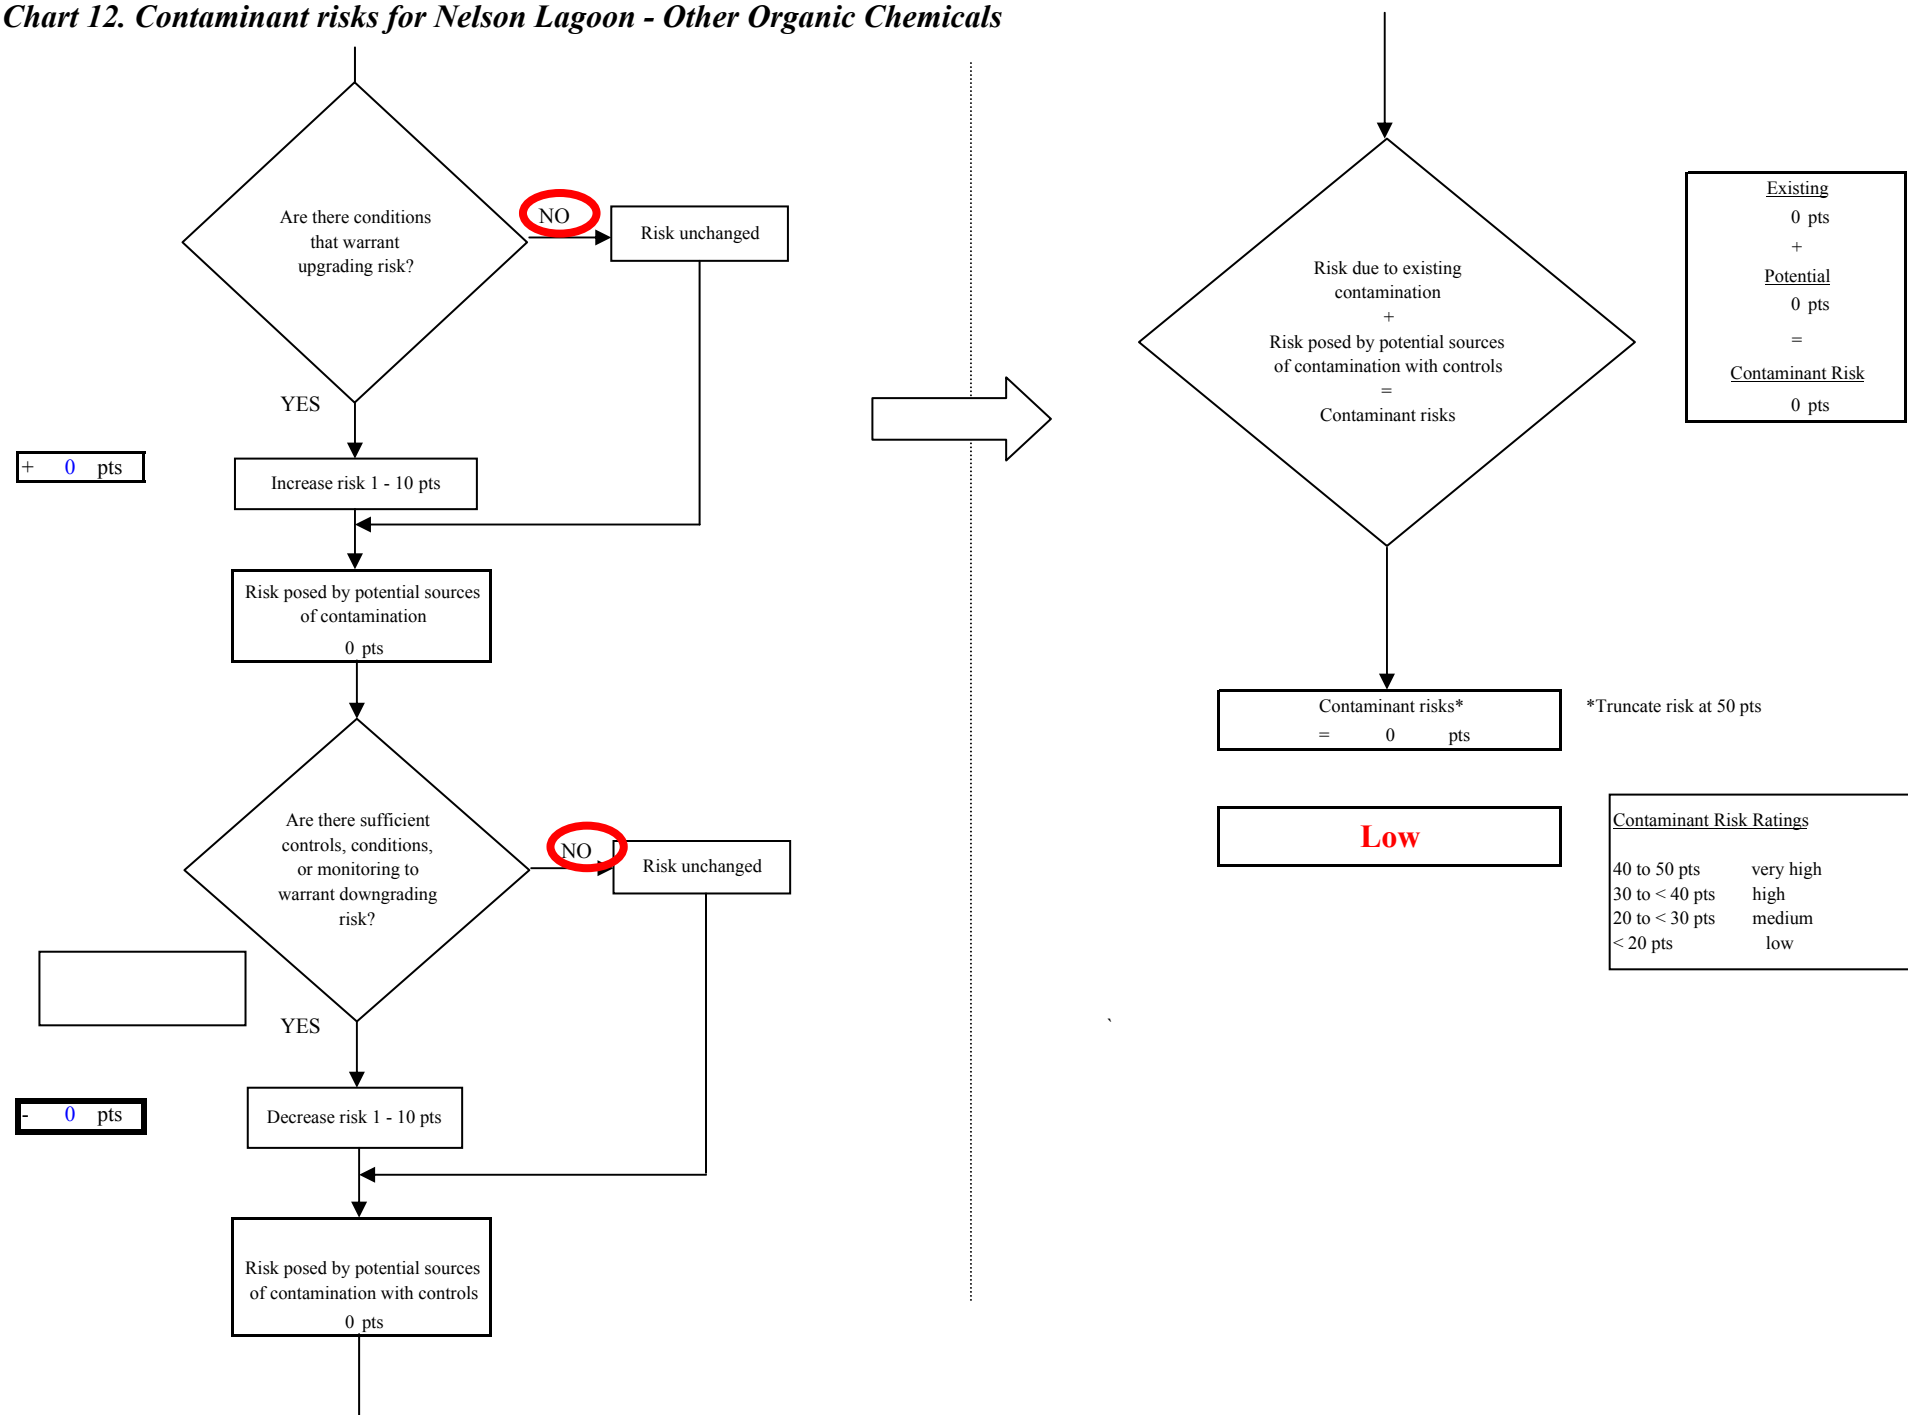 Chart 12. Contaminant risks for Nelson Lagoon - Other Organic Chemicals
Are there conditions
that warrant
upgrading risk?
NO
Risk unchanged
YES
+ 0 pts
Increase risk 1 - 10 pts
Risk posed by potential sources
of contamination
0 pts
Are there sufficient
controls, conditions,
or monitoring to
warrant downgrading
risk?
NO
Risk unchanged
YES
- 0 pts
Decrease risk 1 - 10 pts
Risk posed by potential sources
of contamination with controls
0 pts
Risk due to existing
contamination
+
Risk posed by potential sources
of contamination with controls
=
Contaminant risks
Existing
0 pts
+
Potential
0 pts
=
Contaminant Risk
0 pts
Contaminant risks*
= 0 pts
*Truncate risk at 50 pts
Low
Contaminant Risk Ratings
40 to 50 pts very high
30 to < 40 pts high
20 to < 30 pts medium
< 20 pts low
`